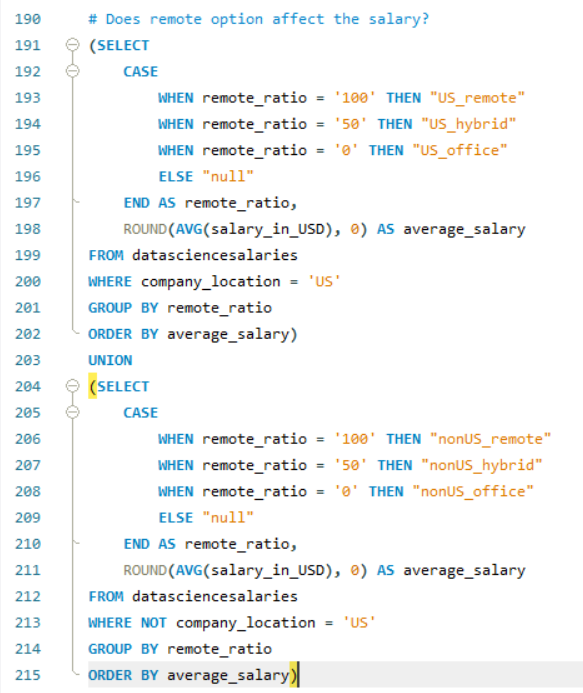 190 # Does remote option affect the salary?
191 (SELECT
192 CASE
193 WHEN remote_ratio = '100' THEN "US_remote"
194 WHEN remote_ratio = '50' THEN "US_hybrid"
195 WHEN remote_ratio = '0' THEN "US_office"
196 ELSE "null"
197 END AS remote_ratio,
198 ROUND(AVG(salary_in_USD), 0) AS average_salary
199 FROM datasciencesalaries
200 WHERE company_location = 'US'
201 GROUP BY remote_ratio
202 ORDER BY average_salary)
203 UNION
204 (SELECT
205 CASE
206 WHEN remote_ratio = '100' THEN "nonUS_remote"
207 WHEN remote_ratio = '50' THEN "nonUS_hybrid"
208 WHEN remote_ratio = '0' THEN "nonUS_office"
209 ELSE "null"
210 END AS remote_ratio,
211 ROUND(AVG(salary_in_USD), 0) AS average_salary
212 FROM datasciencesalaries
213 WHERE NOT company_location = 'US'
214 GROUP BY remote_ratio
215 ORDER BY average_salary)